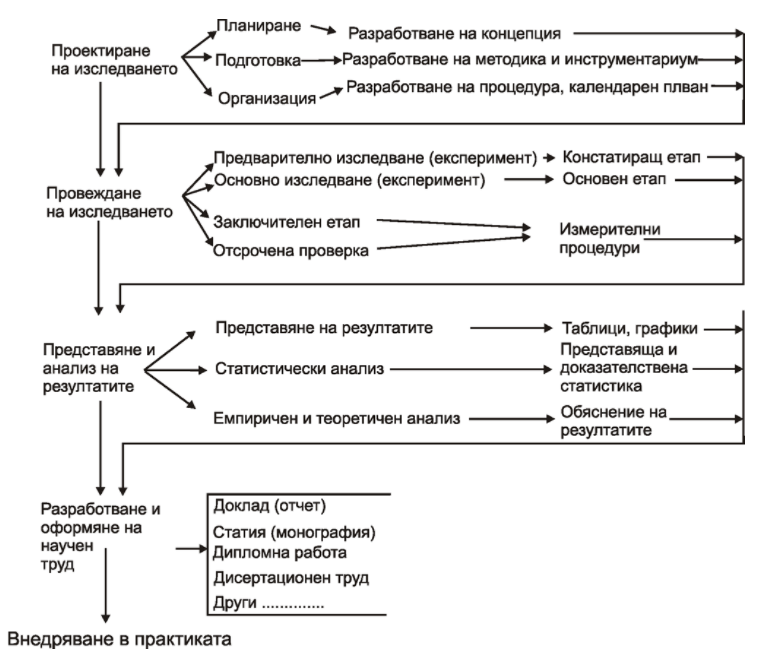 Планиране
Разработване на концепция
Проектиране
на изследването
Подготовка
Разработване на методика и инструментариум
Организация
Разработване на процедура, календарен плван
Предварително изследване (експеримент)
Констатиращ етап
Основно изследване (експеримент)
Основен етап
Провеждане
на изследването
Заключителен етап
Отсрочена проверка
Измерителни
процедури
Представяне на резултатите
Таблици, графики
Представяне и
анализ на
резултатите
Статистически анализ
Представяща и
доказателствена
статистика
Емпиричен и теоретичен анализ
Обяснение на
резултатите
Разработване и
оформяне на
научен
труд
Доклад (отчет)
Статия (монография)
Дипломна работа
Дисертационен труд
Други ..............
Внедряване в практиката